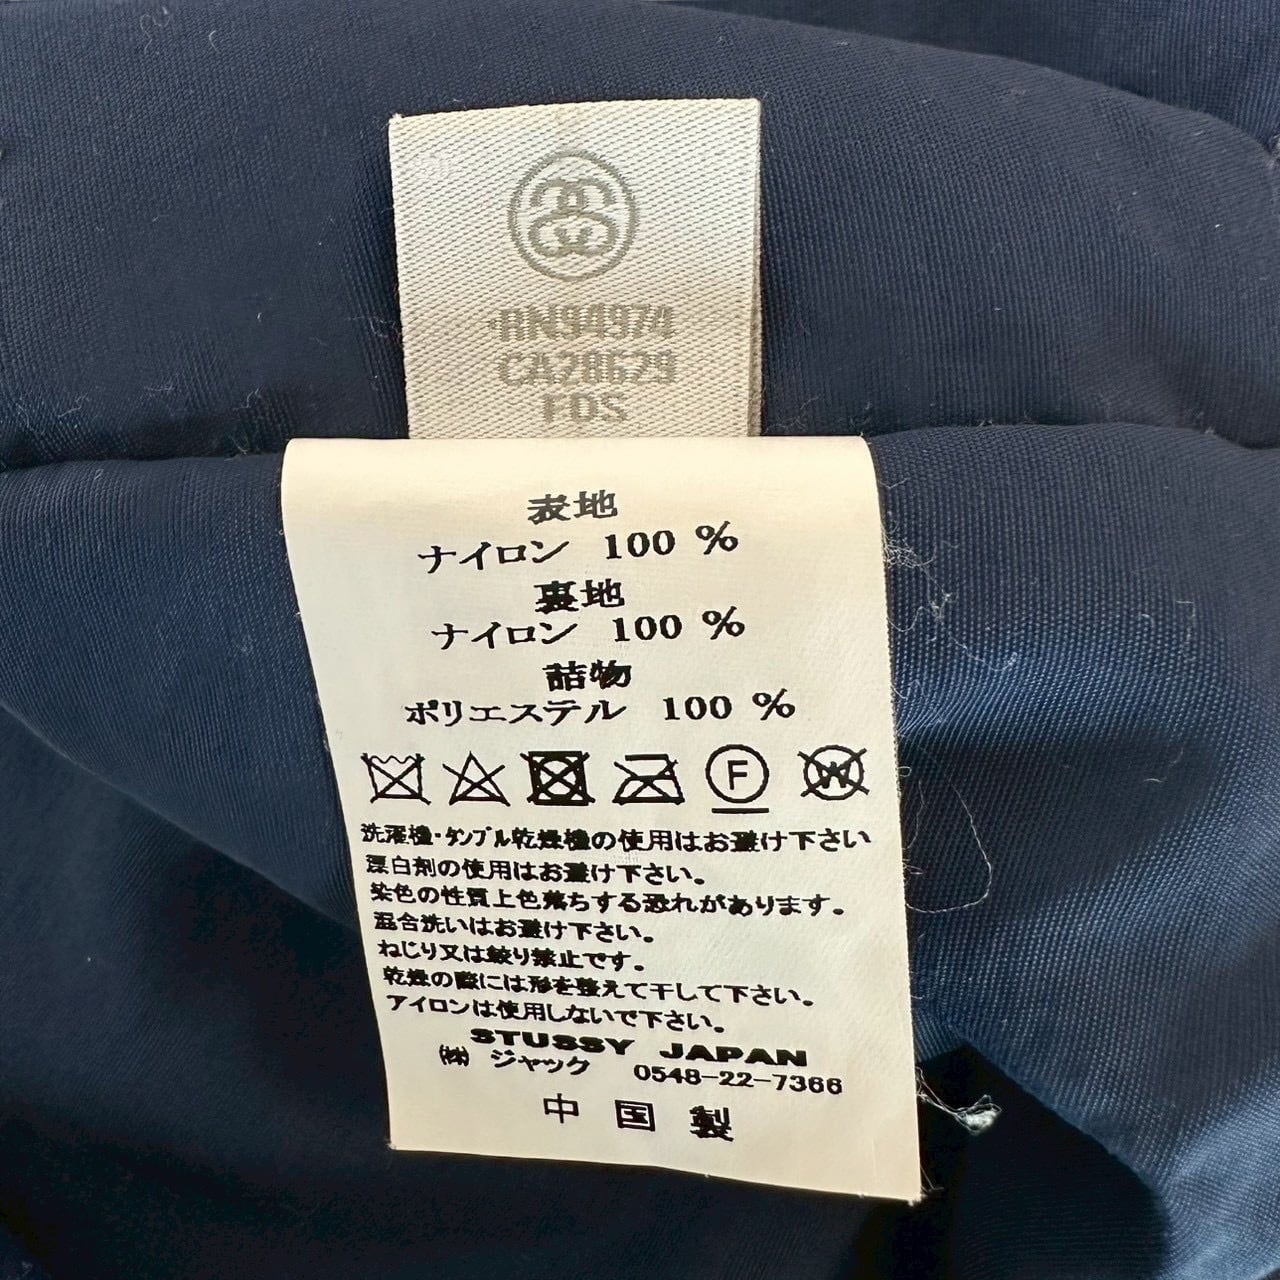 RN94974
CA28629
FDS
表地
ナイロン 100 %
裏地
ナイロン 100 %
詰物
ポリエステル 100 %
F W
洗濯機・タンブル乾燥機の使用はお避け下さい
漂白剤の使用はお避け下さい。
染色の性質上色落ちする恐れがあります。
混合洗いはお避け下さい。
ねじり又は絞り禁止です。
乾燥の際には形を整えて干して下さい。
アイロンは使用しないで下さい。
STUSSY JAPAN
㈱ ジャック 0548-22-7366
中国製